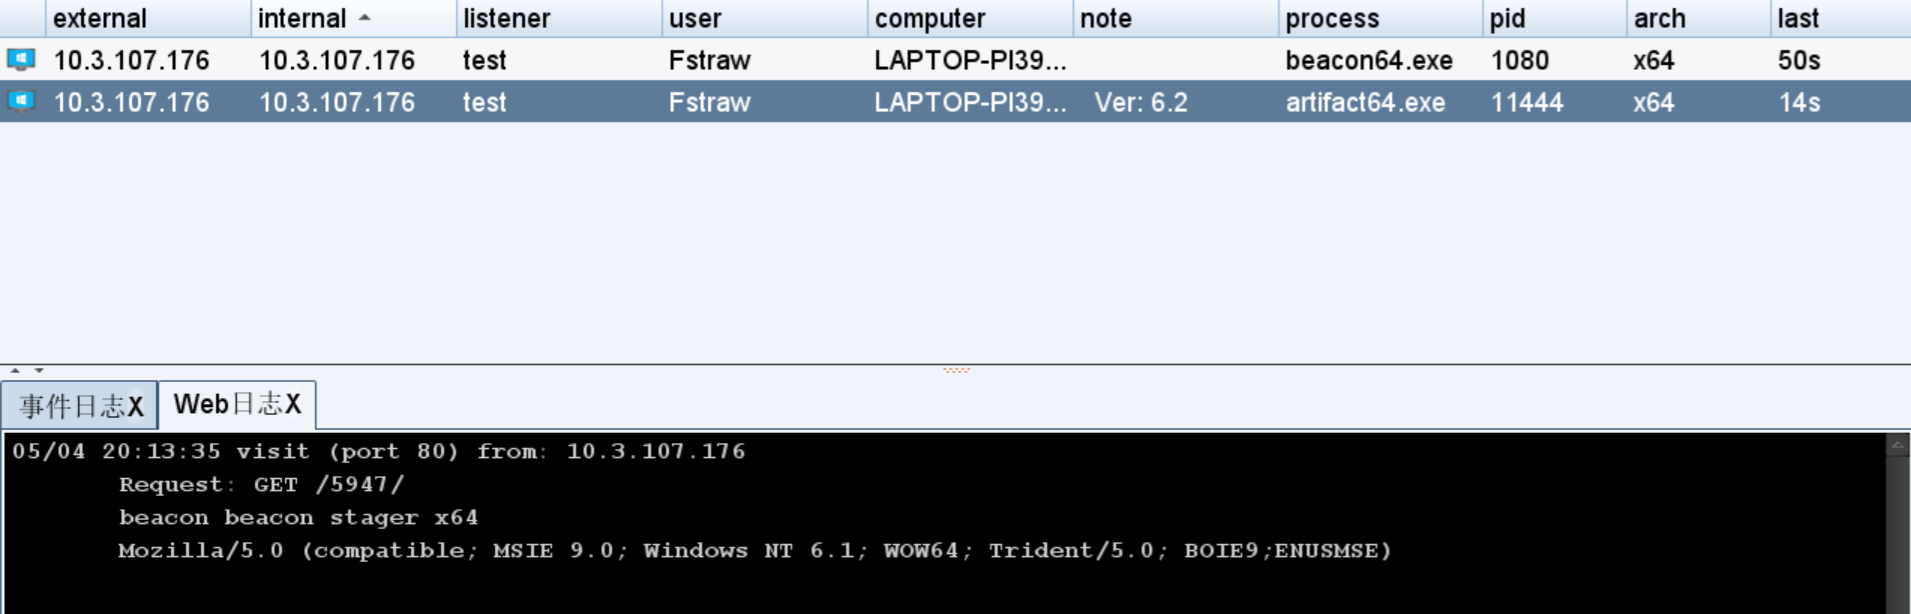 external internal listener user computer note process pid arch last
10.3.107.176 10.3.107.176 test Fstraw LAPTOP-PI39... beacon64.exe 1080 x64 50s
10.3.107.176 10.3.107.176 test Fstraw LAPTOP-PI39... Ver: 6.2 artifact64.exe 11444 x64 14s
事件日志X Web日志X
05/04 20:13:35 visit (port 80) from: 10.3.107.176
Request: GET /5947/
beacon beacon stager x64
Mozilla/5.0 (compatible; MSIE 9.0; Windows NT 6.1; WOW64; Trident/5.0; BOIE9;ENUSMSE)